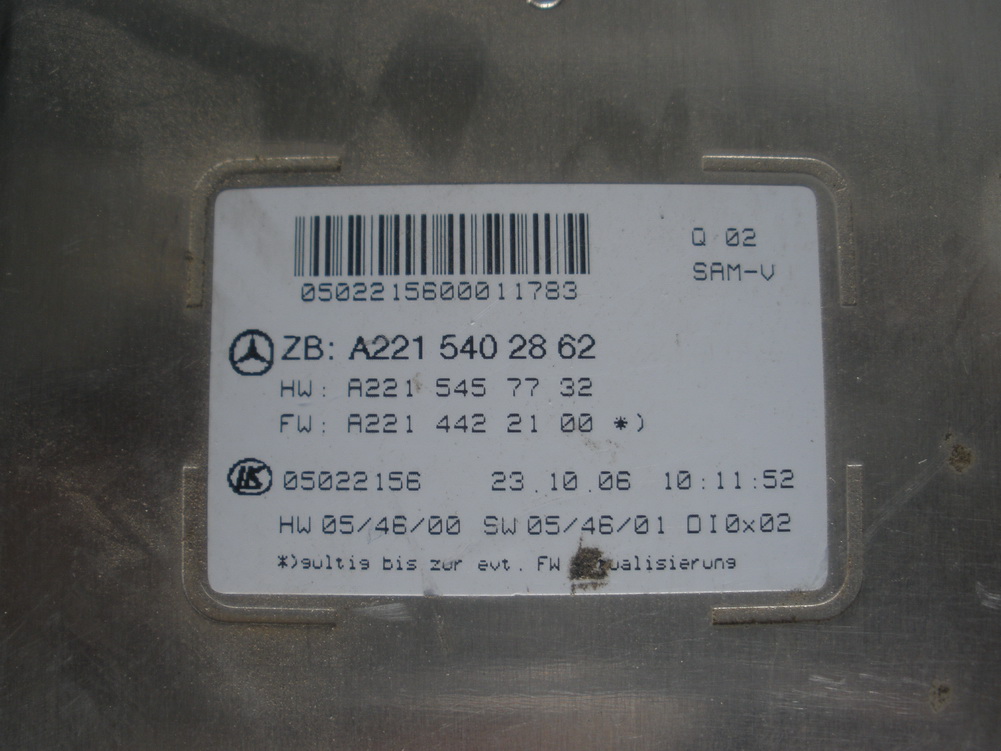 Q 02
SAM-V
0502215600011783
ZB: A221 540 28 62
HW: A221 545 77 32
FW: A221 442 21 00 *)
LK 05022156 23.10.06 10:11:52
HW 05/46/00 SW 05/46/01 DI0x02
*)gultig bis zur evt. FW